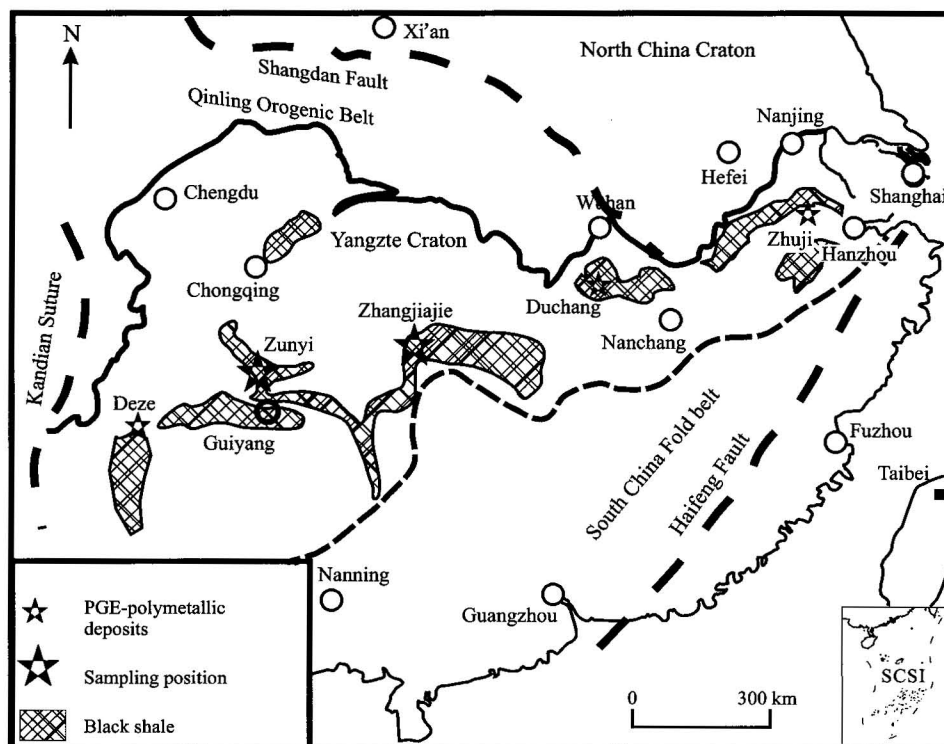 N
Xi'an
North China Craton
Shangdan Fault
Qinling Orogenic Belt
Nanjing
Hefei
Shanghai
Chengdu
Wuhan
Yangzte Craton
Zhuji
Hanzhou
Chongqing
Duchang
Zhangjiajie
Nanchang
Kandian Suture
Zunyi
Deze
Guiyang
Fuzhou
South China Fold belt
Haifeng Fault
Taibei
Nanning
Guangzhou
PGE-polymetallic
deposits
Sampling position
Black shale
0 300 km
SCSI